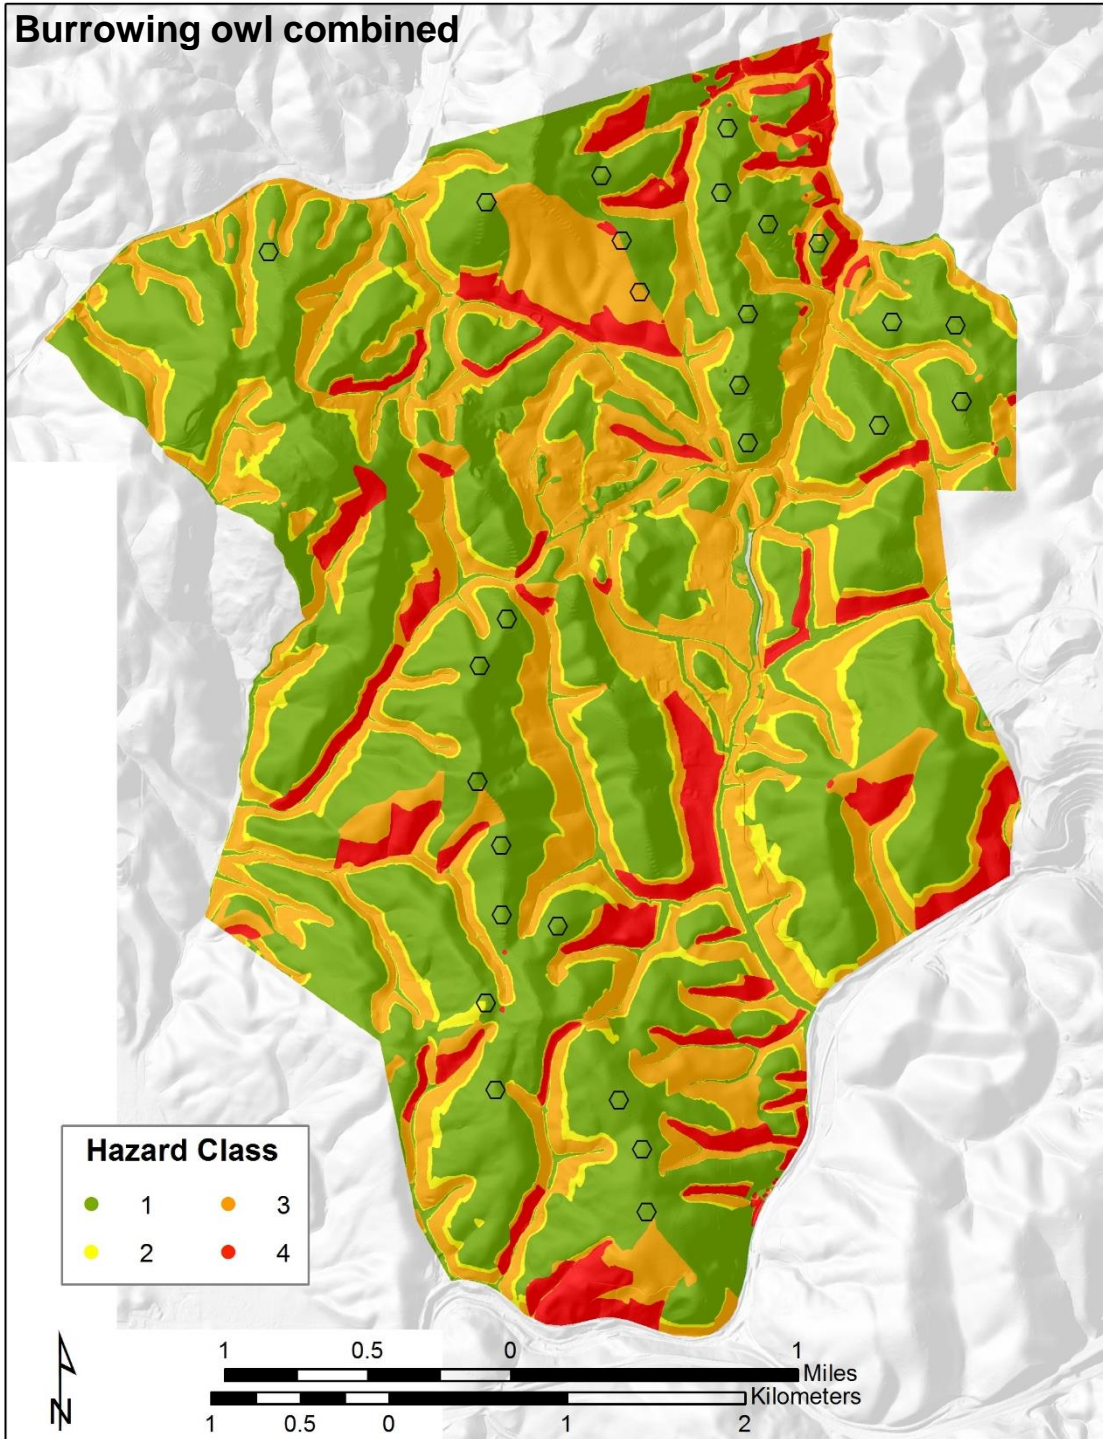 Burrowing owl combined
Hazard Class
1 3
2 4
N
1 0.5 0 1
Miles
Kilometers
1 0.5 0 1 2